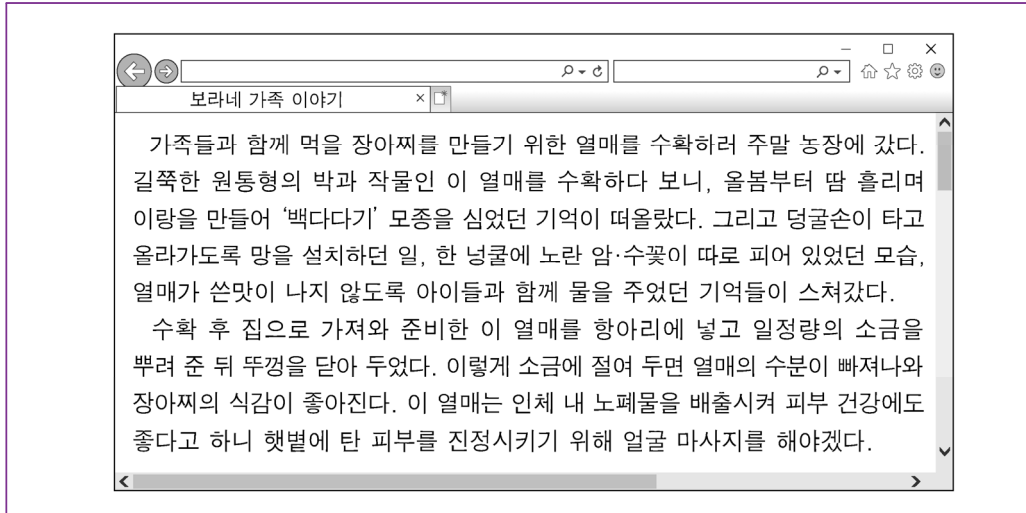 보라네 가족 이야기
가족들과 함께 먹을 장아찌를 만들기 위한 열매를 수확하러 주말 농장에 갔다.
길쭉한 원통형의 박과 작물인 이 열매를 수확하다 보니, 올봄부터 땀 흘리며
이랑을 만들어 ‘백다다기’ 모종을 심었던 기억이 떠올랐다. 그리고 덩굴손이 타고
올라가도록 망을 설치하던 일, 한 넝쿨에 노란 암·수꽃이 따로 피어 있었던 모습,
열매가 쓴맛이 나지 않도록 아이들과 함께 물을 주었던 기억들이 스쳐갔다.
수확 후 집으로 가져와 준비한 이 열매를 항아리에 넣고 일정량의 소금을
뿌려 준 뒤 뚜껑을 닫아 두었다. 이렇게 소금에 절여 두면 열매의 수분이 빠져나와
장아찌의 식감이 좋아진다. 이 열매는 인체 내 노폐물을 배출시켜 피부 건강에도
좋다고 하니 햇볕에 탄 피부를 진정시키기 위해 얼굴 마사지를 해야겠다.